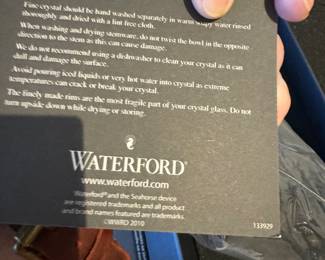 Fine crystal should be hand washed separately in warm soapy water rinsed
thoroughly and dried with a lint free cloth.
When washing and drying stemware, do not twist the bowl in the opposite
direction to the stem as this can cause damage.
We do not recommend using a dishwasher to clean your crystal as it can
dull and damage the surface.
Avoid pouring iced liquids or very hot water into crystal as extreme
temperatures can crack or break your crystal.
The finely made rims are the most fragile part of your crystal glass. Do not
turn upside down while drying or storing.
WATERFORD®
www.waterford.com
Waterford® and the Seahorse device
are registered trademarks and all product
and brand names featured are trademarks.
©WWRD 2010
133929